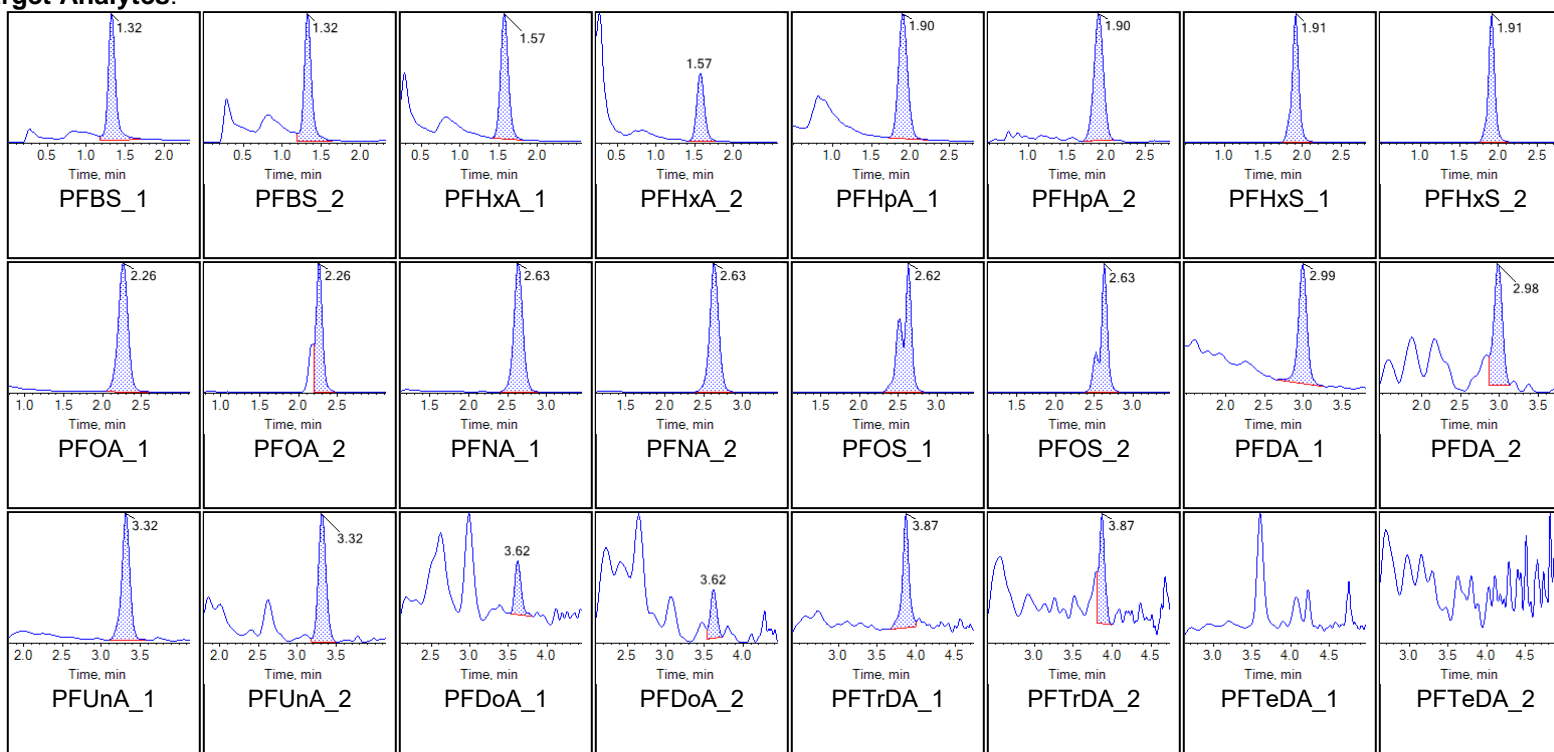 rget Analytes:
1.32 1.32 1.57 1.57 1.90 1.90 1.91 1.91
0.5 1.0 1.5 2.0 0.5 1.0 1.5 2.0 0.5 1.0 1.5 2.0 0.5 1.0 1.5 2.0 1.0 1.5 2.0 2.5 1.0 1.5 2.0 2.5 1.0 1.5 2.0 2.5 1.0 1.5 2.0 2.5
Time, min Time, min Time, min Time, min Time, min Time, min Time, min Time, min
PFBS_1 PFBS_2 PFHxA_1 PFHxA_2 PFHpA_1 PFHpA_2 PFHxS_1 PFHxS_2
2.26 2.26 2.63 2.63 2.62 2.63 2.99 2.98
1.0 1.5 2.0 2.5 1.0 1.5 2.0 2.5 1.5 2.0 2.5 3.0 1.5 2.0 2.5 3.0 1.5 2.0 2.5 3.0 1.5 2.0 2.5 3.0 2.0 2.5 3.0 3.5 2.0 2.5 3.0 3.5
Time, min Time, min Time, min Time, min Time, min Time, min Time, min Time, min
PFOA_1 PFOA_2 PFNA_1 PFNA_2 PFOS_1 PFOS_2 PFDA_1 PFDA_2
3.32 3.32 3.62 3.62 3.87 3.87
2.0 2.5 3.0 3.5 2.0 2.5 3.0 3.5 2.5 3.0 3.5 4.0 2.5 3.0 3.5 4.0 3.0 3.5 4.0 4.5 3.0 3.5 4.0 4.5 3.0 3.5 4.0 4.5 3.0 3.5 4.0 4.5
Time, min Time, min Time, min Time, min Time, min Time, min Time, min Time, min
PFUnA_1 PFUnA_2 PFDoA_1 PFDoA_2 PFTrDA_1 PFTrDA_2 PFTeDA_1 PFTeDA_2